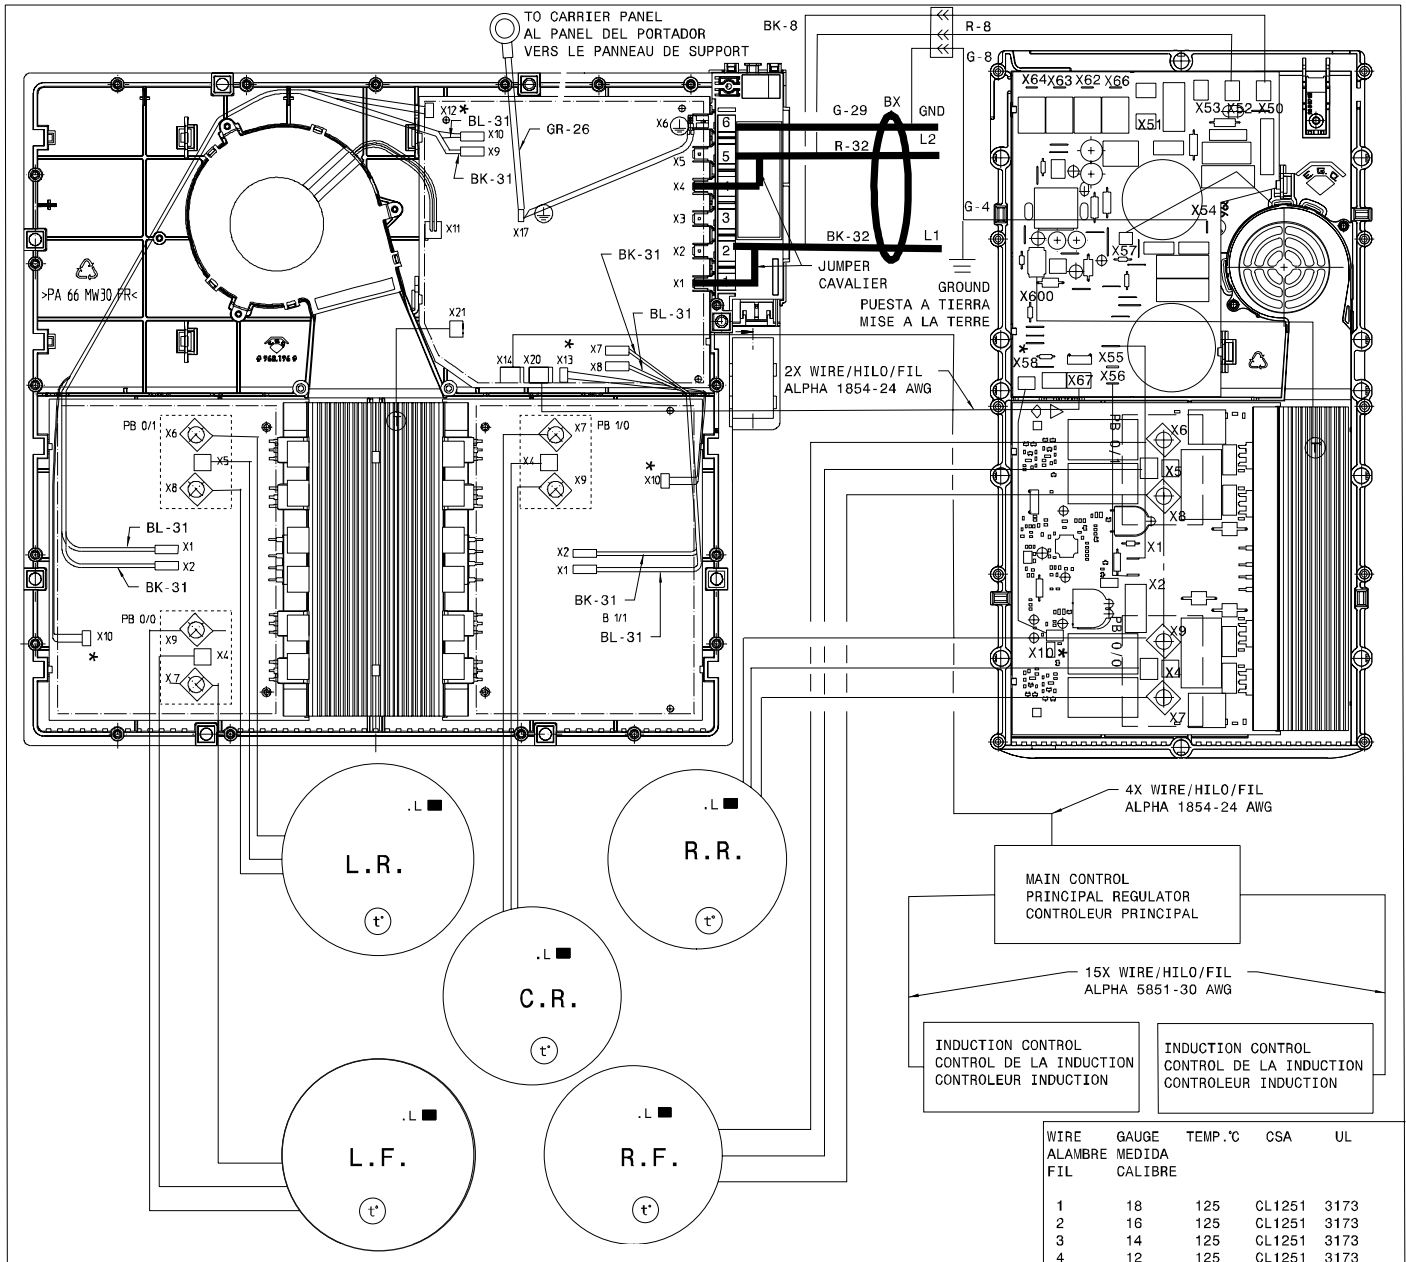 TO CARRIER PANEL
AL PANEL DEL PORTADOR
VERS LE PANNEAU DE SUPPORT
BK-8
R-8
G-8
X12 *
BL-31
X10
X9
BK-31
GR-26
X11
X17
X21
X6
X5
X4
X3
X2
X1
6
5
3
2
G-29
BX
GND
R-32
L2
BK-32
L1
JUMPER
CAVALIER
G-4
GROUND
PUESTA A TIERRA
MISE A LA TERRE
>PA 66 MW30 FR<
BK-31
BL-31
X7
X8
X14
X20
X13
*
2X WIRE/HILO/FIL
ALPHA 1854-24 AWG
X64 X63 X62 X66
X53 X52 X50
X51
X54
X57
X600
*
X58
X55
X56
X67
PB 0/1
X6
X5
X8
PB 1/0
X7
X4
X9
*
X10
BL-31
X1
X2
BK-31
X2
X1
BK-31
B 1/1
BL-31
PB 0/0
X9
X4
X7
X10
*
T
PB 0/1
X6
X5
X8
X1
X2
X9
X10 *
PB 0/0
X4
X7
T
.L
L.R.
t°
.L
R.R.
t°
.L
C.R.
t°
.L
L.F.
t°
.L
R.F.
t°
4X WIRE/HILO/FIL
ALPHA 1854-24 AWG
MAIN CONTROL
PRINCIPAL REGULATOR
CONTROLEUR PRINCIPAL
15X WIRE/HILO/FIL
ALPHA 5851-30 AWG
INDUCTION CONTROL
CONTROL DE LA INDUCTION
CONTROLEUR INDUCTION
INDUCTION CONTROL
CONTROL DE LA INDUCTION
CONTROLEUR INDUCTION
WIRE GAUGE TEMP.°C CSA UL
ALAMBRE MEDIDA
FIL CALIBRE
1 18 125 CL1251 3173
2 16 125 CL1251 3173
3 14 125 CL1251 3173
4 12 125 CL1251 3173